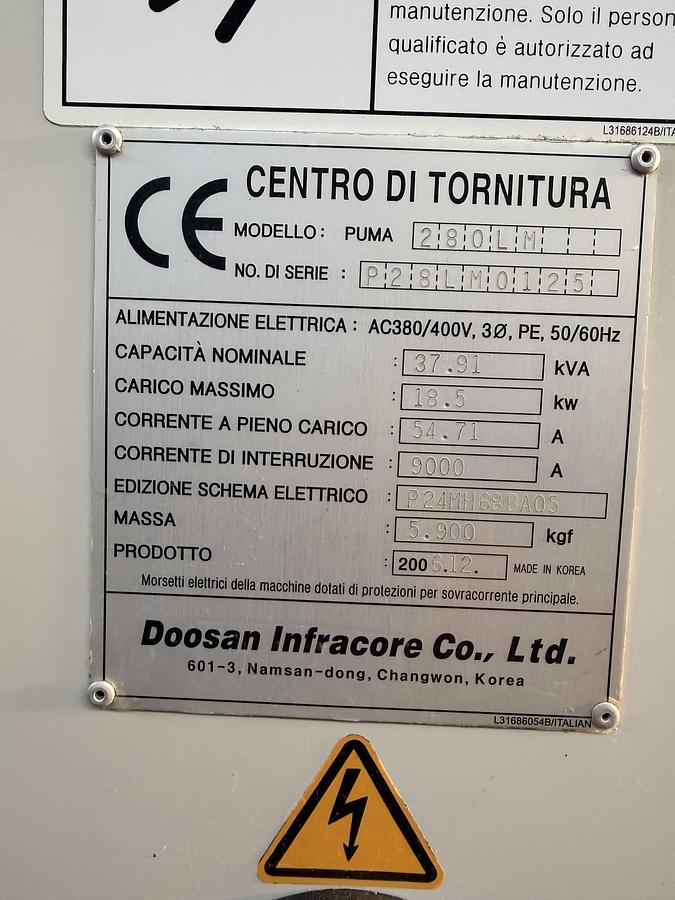 manutenzione. Solo il person
qualificato è autorizzato ad
eseguire la manutenzione.
L31686124B/ITA
CE
CENTRO DI TORNITURA
MODELLO : PUMA 280LM
NO. DI SERIE : P28LM0125
ALIMENTAZIONE ELETTRICA : AC380/400V, 3Ø, PE, 50/60Hz
CAPACITÀ NOMINALE : 37.91 kVA
CARICO MASSIMO : 18.5 kw
CORRENTE A PIENO CARICO : 54.71 A
CORRENTE DI INTERRUZIONE : 9000 A
EDIZIONE SCHEMA ELETTRICO : P24MH68BA05
MASSA : 5.900 kgf
PRODOTTO : 2006.12. MADE IN KOREA
Morsetti elettrici della macchine dotati di protezioni per sovracorrente principale.
Doosan Infracore Co., Ltd.
601-3, Namsan-dong, Changwon, Korea
L31686054B/ITALIAN